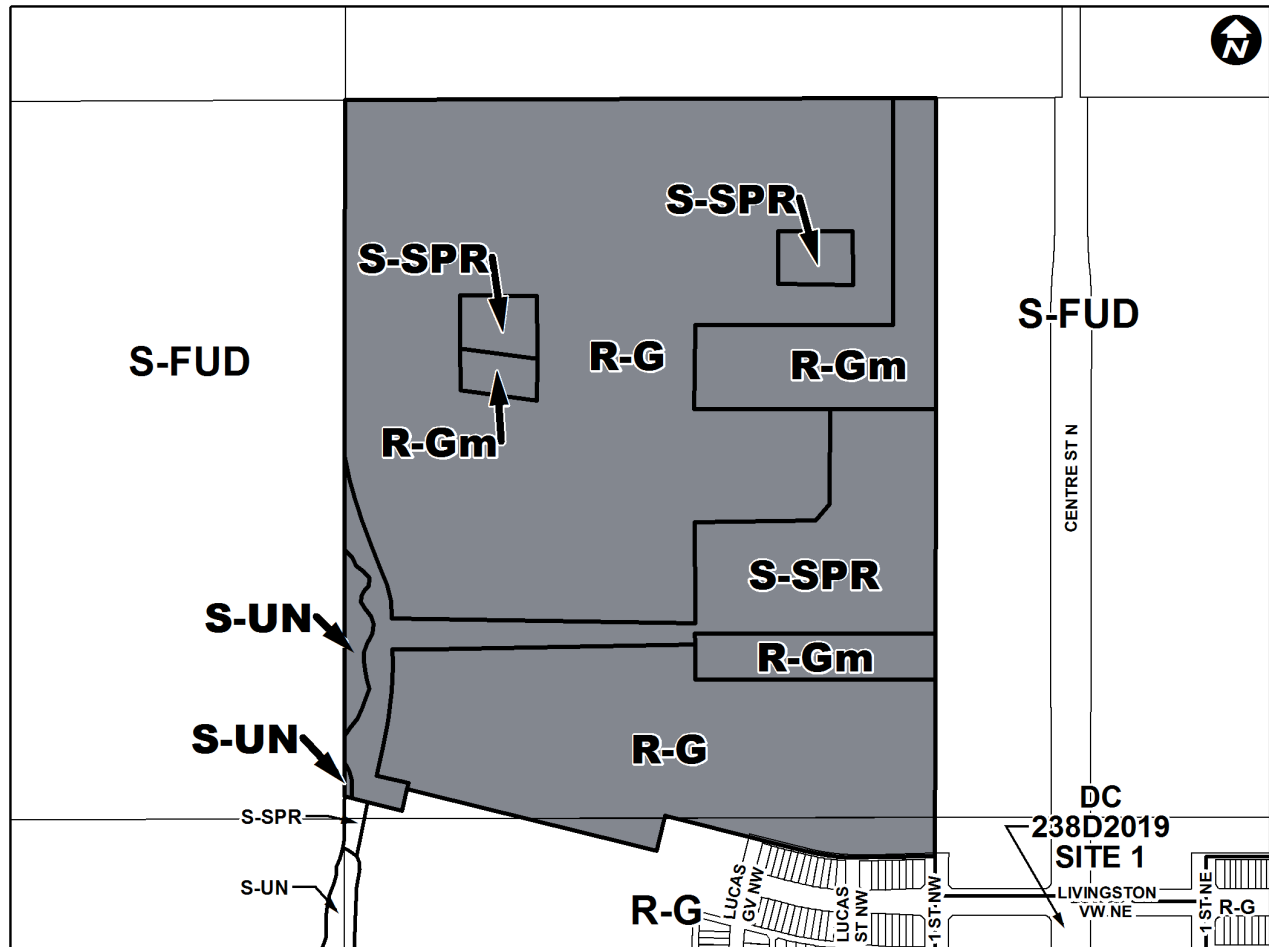 N
S-SPR
S-SPR
S-FUD
S-FUD
R-G
R-Gm
R-Gm
CENTRE ST N
S-SPR
S-UN
R-Gm
S-UN
R-G
DC
238D2019
SITE 1
S-SPR
S-UN
R-G
LUCAS
GV NW
LUCAS
ST NW
1 ST NW
LIVINGSTON
VW NE
1 ST NE
R-G